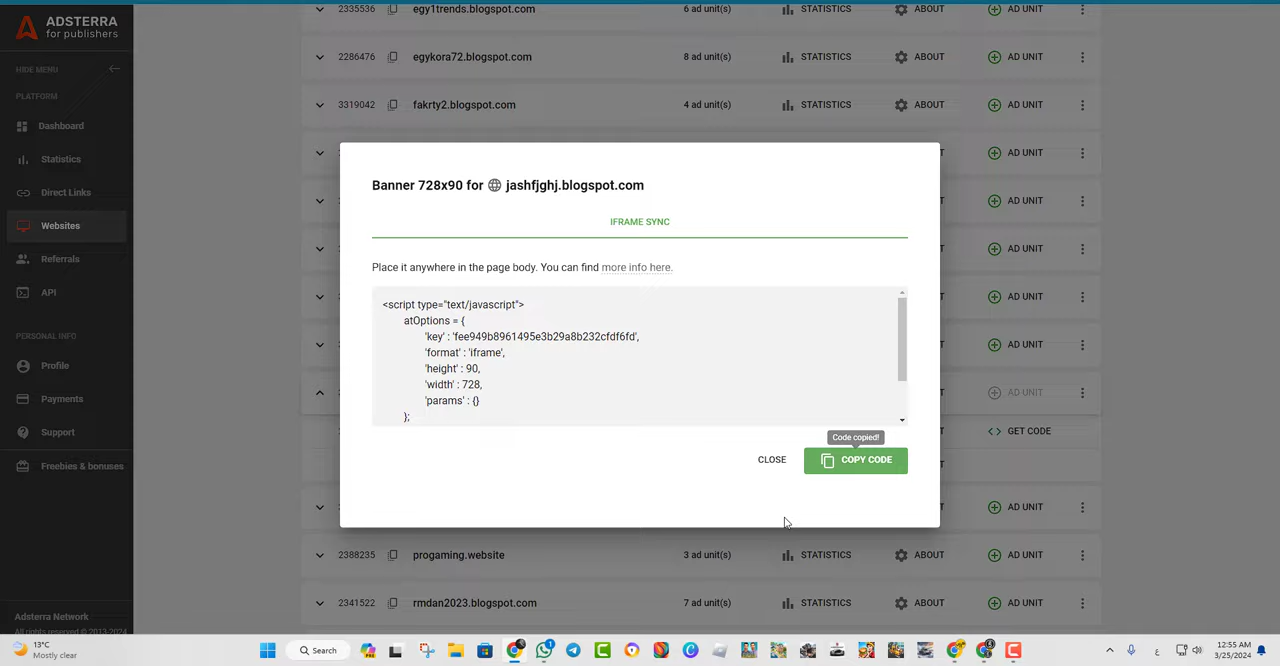 ADSTERRA
for publishers
HIDE MENU
PLATFORM
Dashboard
Statistics
Direct Links
Websites
Referrals
API
PERSONAL INFO
Profile
Payments
Support
Freebies & bonuses
Adsterra Network
All rights reserved © 2013-2024
2335536 egy1trends.blogspot.com 6 ad unit(s) STATISTICS ABOUT AD UNIT
2286476 egykora72.blogspot.com 8 ad unit(s) STATISTICS ABOUT AD UNIT
3319042 fakrty2.blogspot.com 4 ad unit(s) STATISTICS ABOUT AD UNIT
AD UNIT
AD UNIT
AD UNIT
AD UNIT
AD UNIT
AD UNIT
GET CODE
AD UNIT
Banner 728x90 for jashfjghj.blogspot.com
IFRAME SYNC
Place it anywhere in the page body. You can find more info here.
<script type="text/javascript">
atOptions = {
'key' : 'fee949b8961495e3b29a8b232cfdf6fd',
'format' : 'iframe',
'height' : 90,
'width' : 728,
'params' : {}
};
Code copied!
CLOSE COPY CODE
2388235 progaming.website 3 ad unit(s) STATISTICS ABOUT AD UNIT
2341522 rmdan2023.blogspot.com 7 ad unit(s) STATISTICS ABOUT AD UNIT
13°C
Mostly clear
Search
ع
12:55 AM
3/25/2024